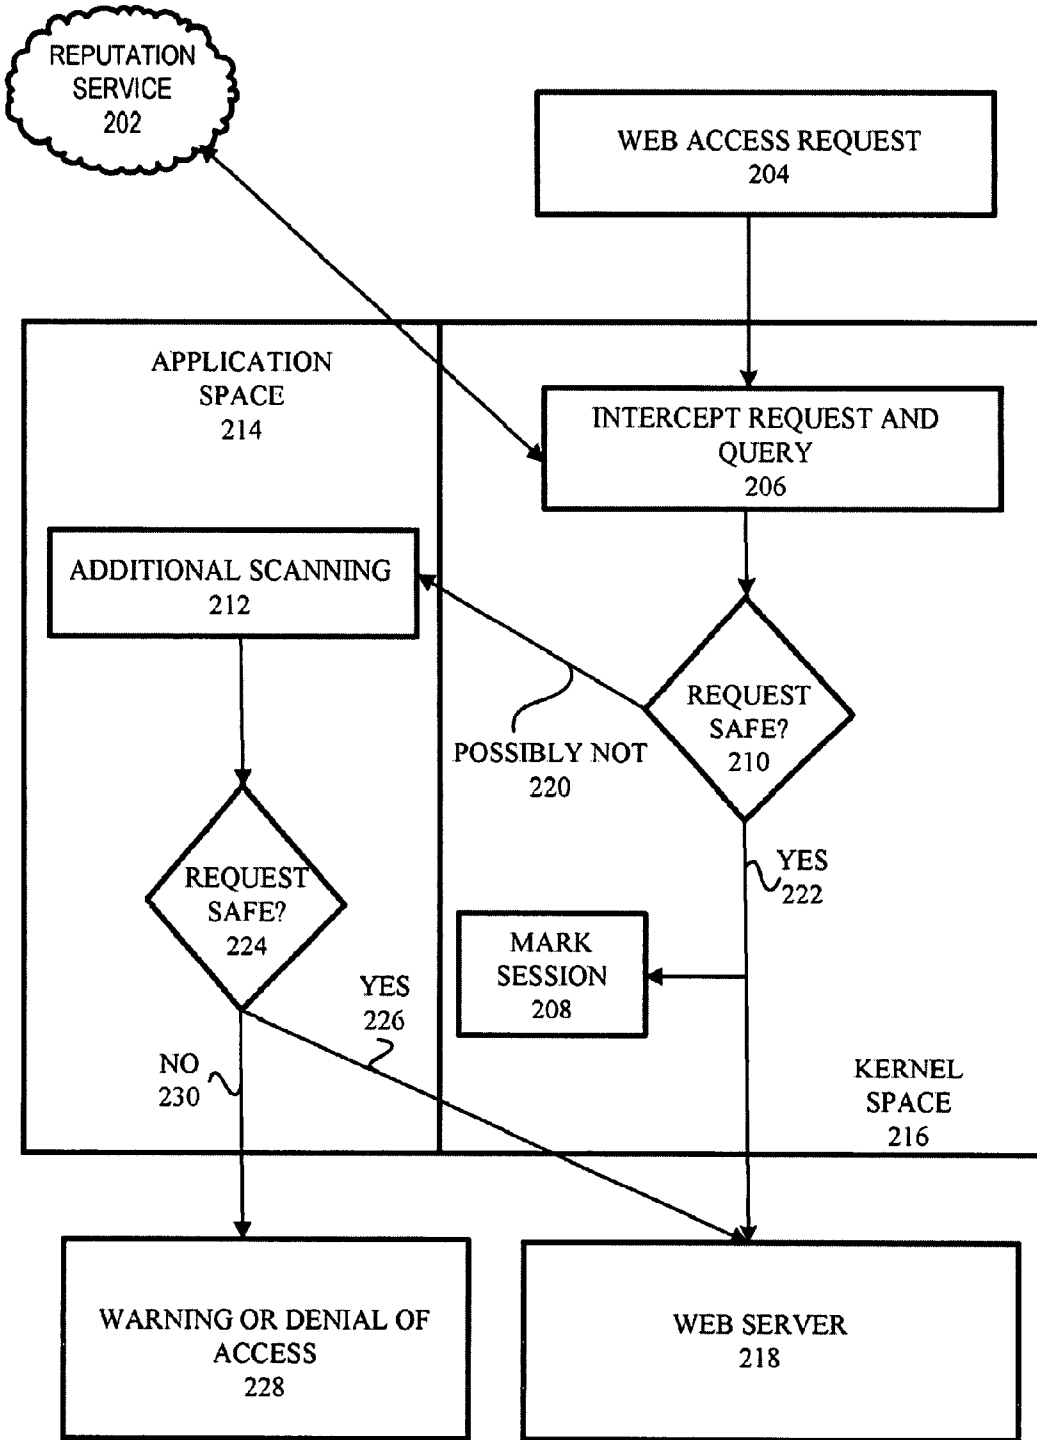 REPUTATION
SERVICE
202
WEB ACCESS REQUEST
204
APPLICATION
SPACE
214
INTERCEPT REQUEST AND
QUERY
206
ADDITIONAL SCANNING
212
REQUEST
SAFE?
210
POSSIBLY NOT
220
YES
222
REQUEST
SAFE?
224
MARK
SESSION
208
YES
226
NO
230
KERNEL
SPACE
216
WARNING OR DENIAL OF
ACCESS
228
WEB SERVER
218